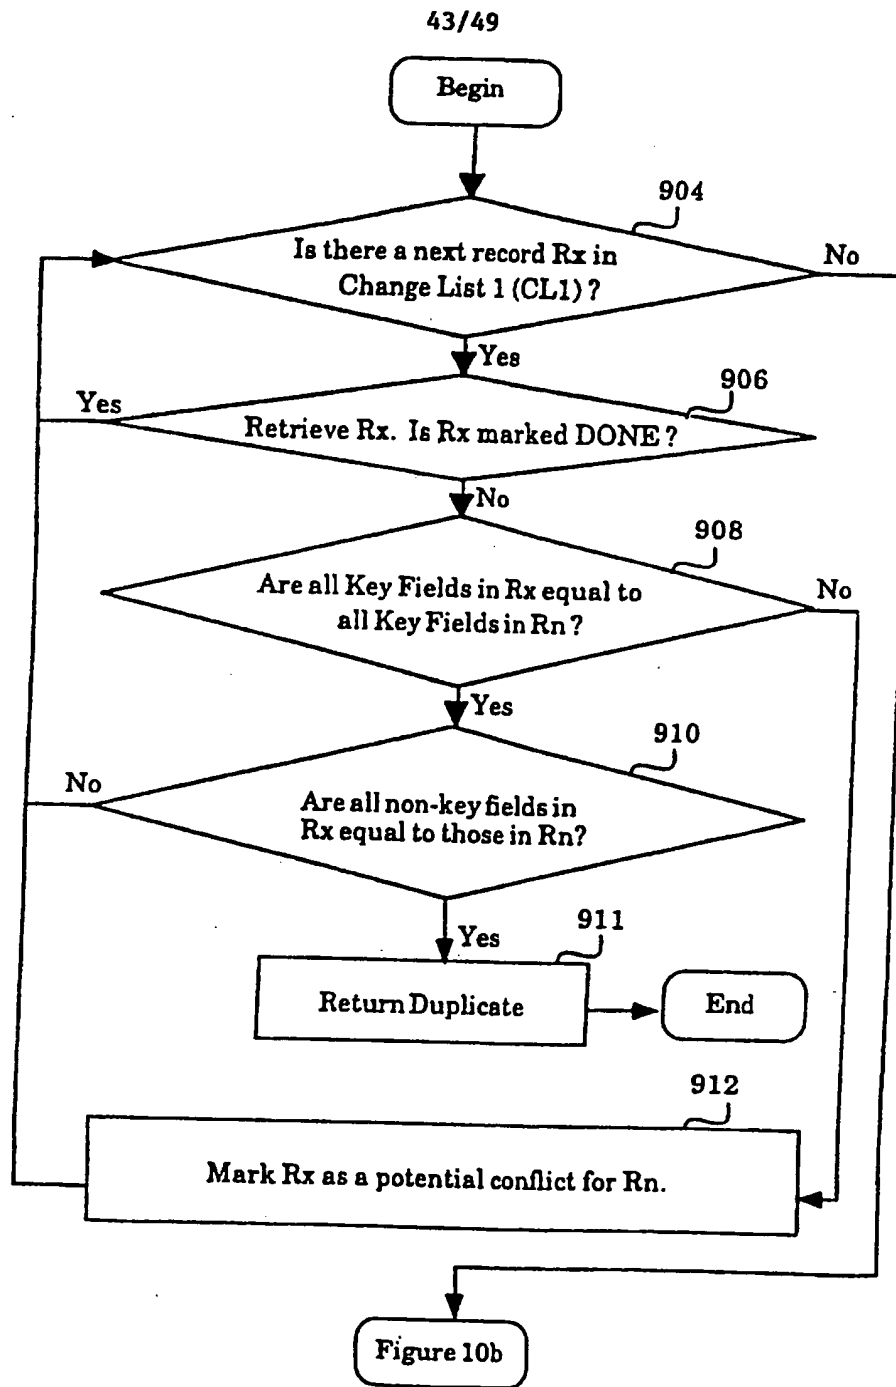 43/49
Begin
904
Is there a next record Rx in
Change List 1 (CL1) ?
No
Yes
906
Yes
Retrieve Rx. Is Rx marked DONE ?
No
908
Are all Key Fields in Rx equal to
all Key Fields in Rn ?
No
Yes
910
No
Are all non-key fields in
Rx equal to those in Rn?
Yes
911
Return Duplicate
End
912
Mark Rx as a potential conflict for Rn.
Figure 10b